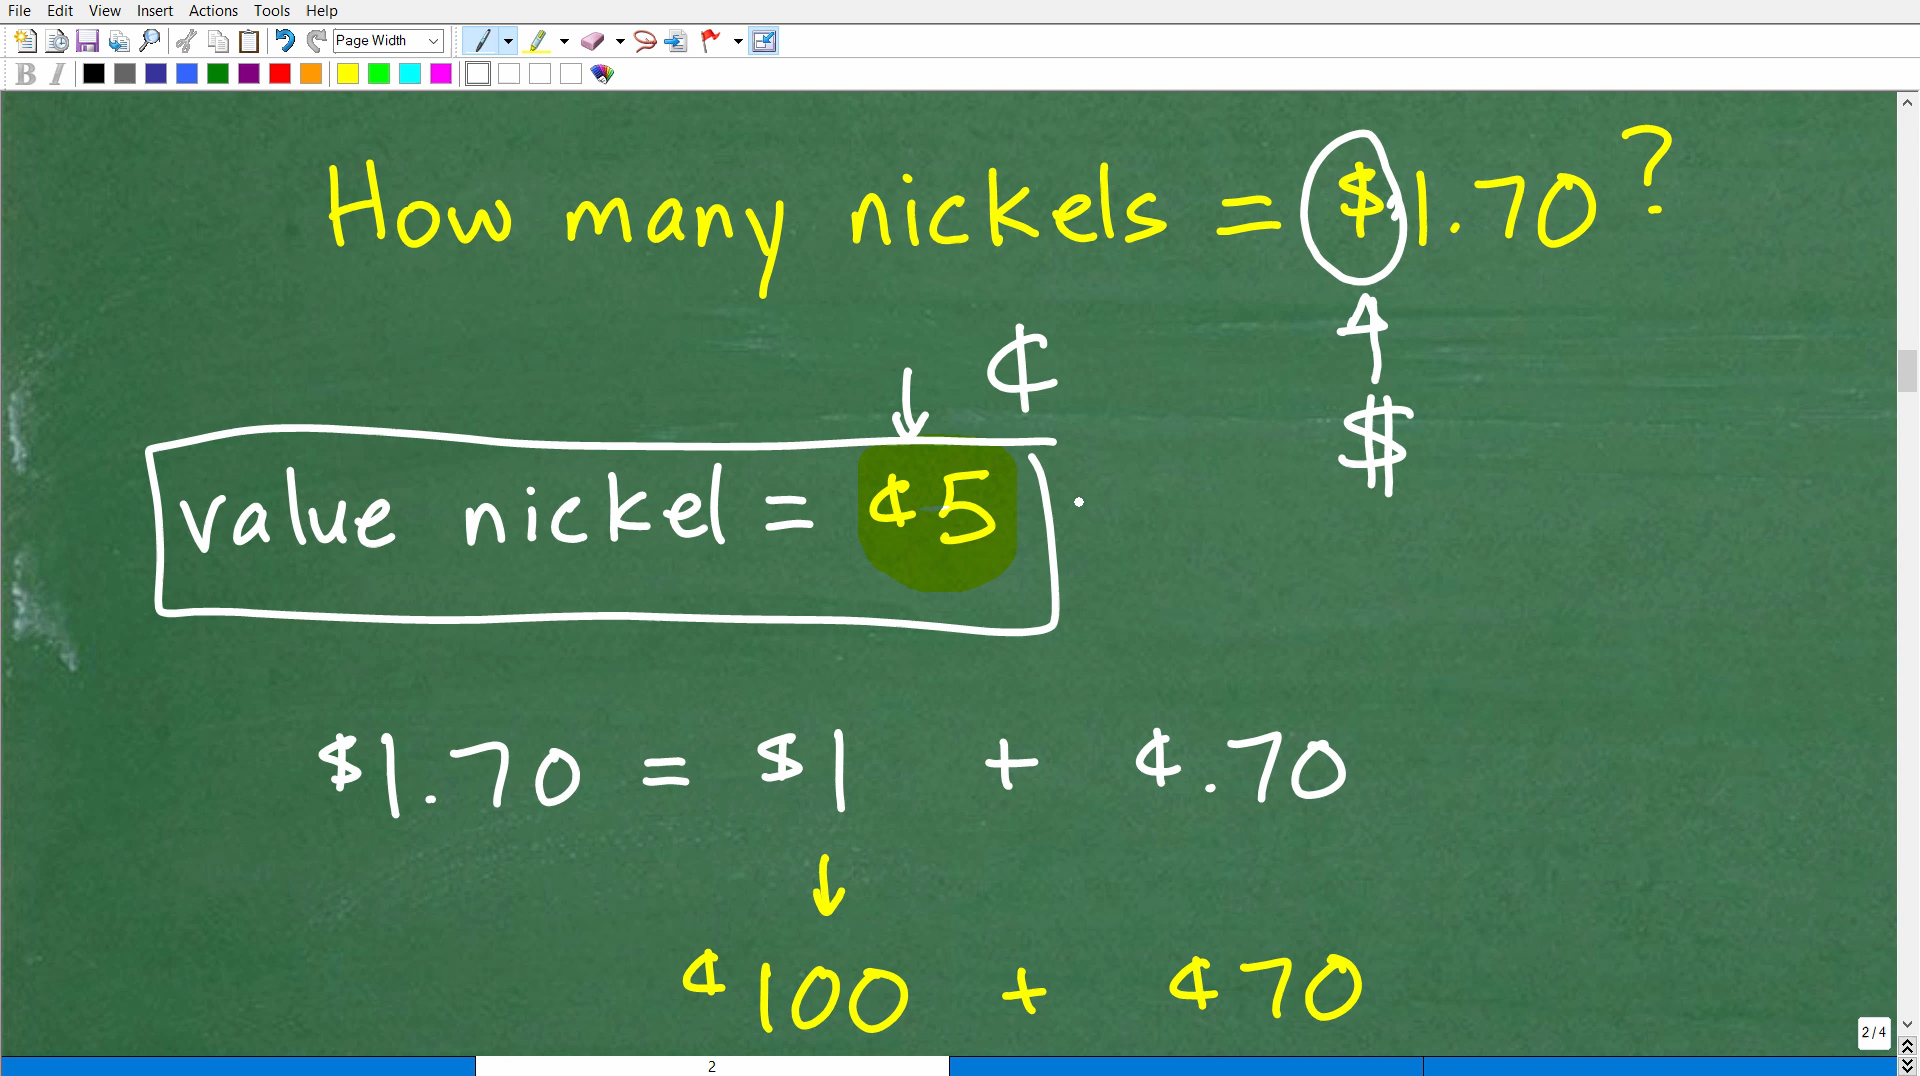 File Edit View Insert Actions Tools Help
Page Width
B I
How many nickels = $1.70?
¢
$
value nickel = ¢5
$1.70 = $1 + ¢.70
¢100 + ¢70
2/4
2